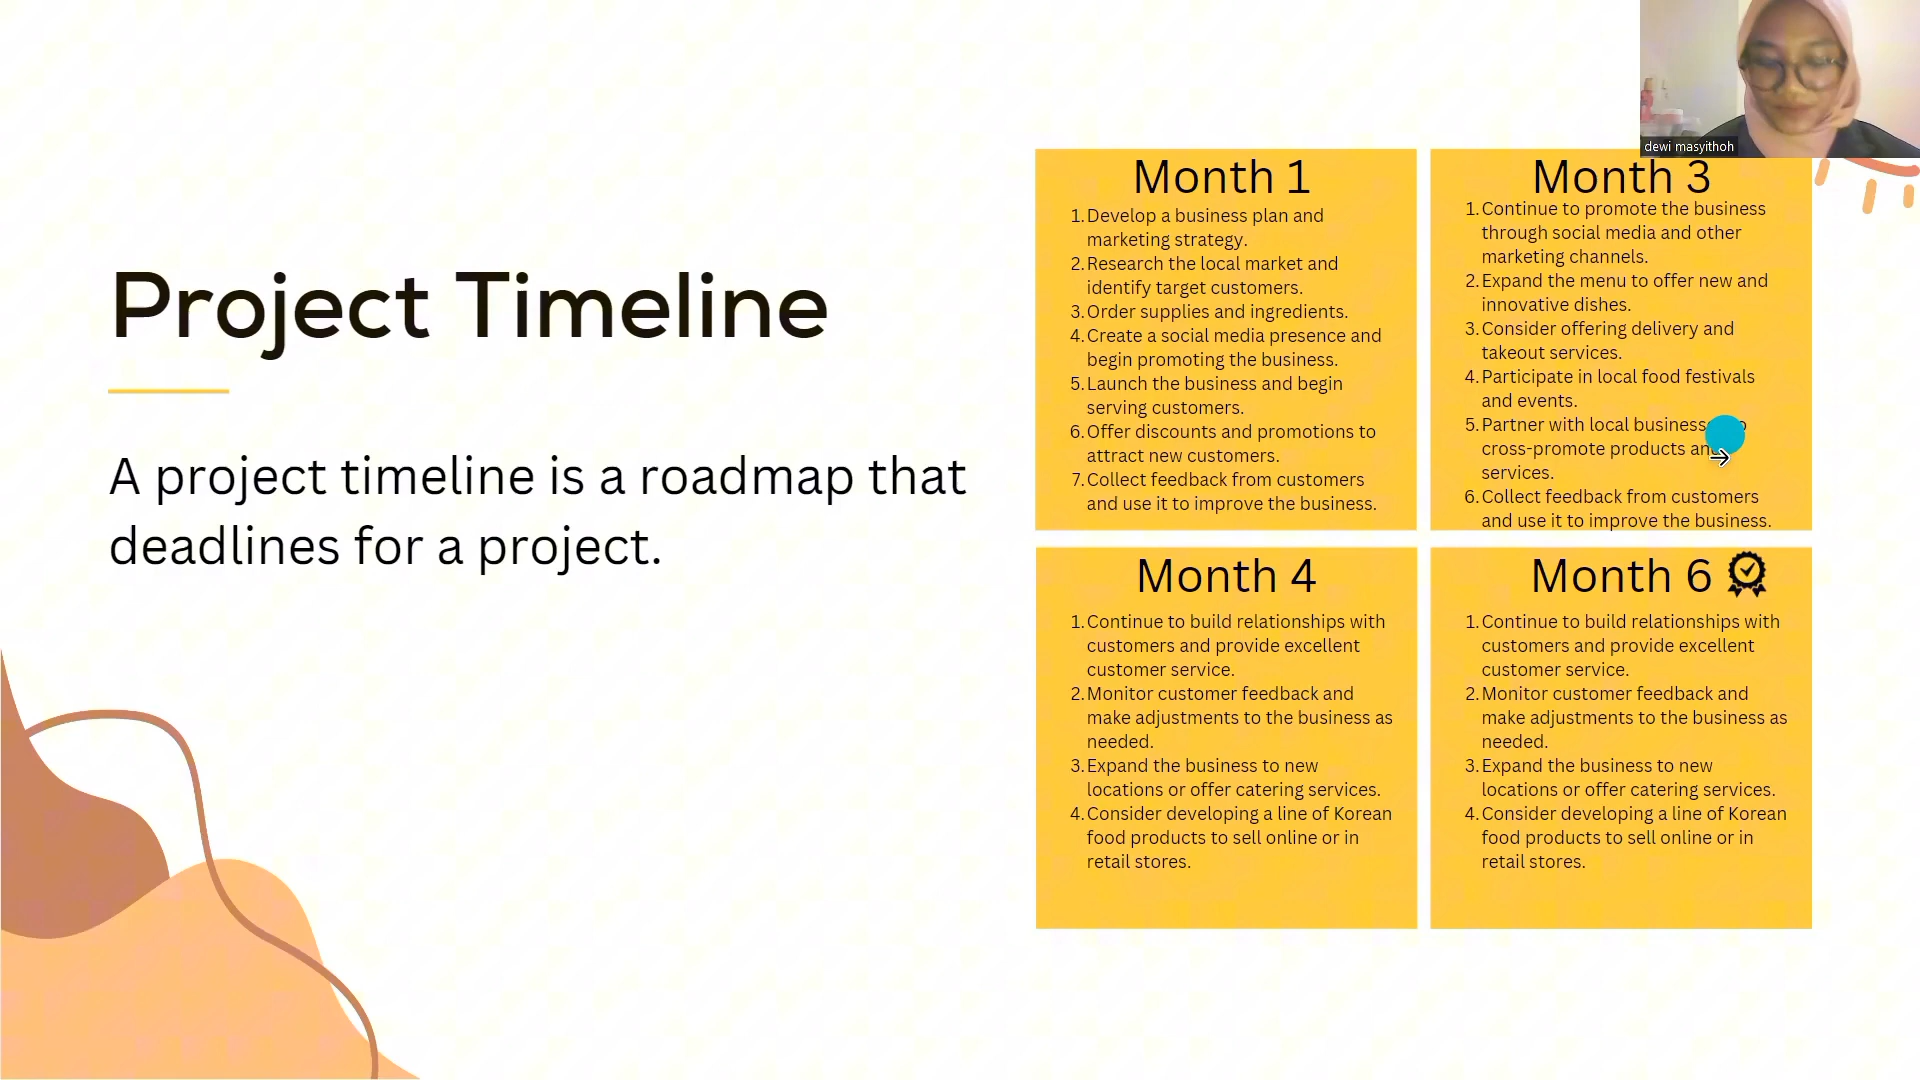 dewi masyithoh
Project Timeline
A project timeline is a roadmap that
deadlines for a project.
Month 1
1. Develop a business plan and
marketing strategy.
2. Research the local market and
identify target customers.
3. Order supplies and ingredients.
4. Create a social media presence and
begin promoting the business.
5. Launch the business and begin
serving customers.
6. Offer discounts and promotions to
attract new customers.
7. Collect feedback from customers
and use it to improve the business.
Month 3
1. Continue to promote the business
through social media and other
marketing channels.
2. Expand the menu to offer new and
innovative dishes.
3. Consider offering delivery and
takeout services.
4. Participate in local food festivals
and events.
5. Partner with local
cross-promote products and
services.
6. Collect feedback from customers
and use it to improve the business.
Month 4
1. Continue to build relationships with
customers and provide excellent
customer service.
2. Monitor customer feedback and
make adjustments to the business as
needed.
3. Expand the business to new
locations or offer catering services.
4. Consider developing a line of Korean
food products to sell online or in
retail stores.
Month 6
1. Continue to build relationships with
customers and provide excellent
customer service.
2. Monitor customer feedback and
make adjustments to the business as
needed.
3. Expand the business to new
locations or offer catering services.
4. Consider developing a line of Korean
food products to sell online or in
retail stores.